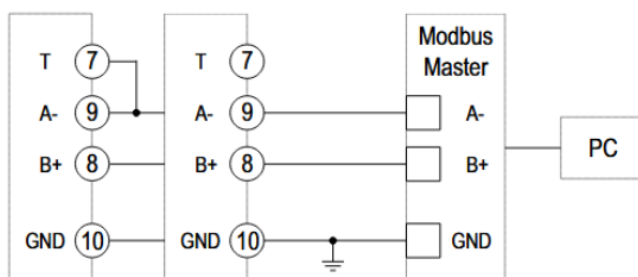 T 7 T 7 Modbus
Master
A- 9 A- 9 A-
B+ 8 B+ 8 B+ PC
GND 10 GND 10 GND